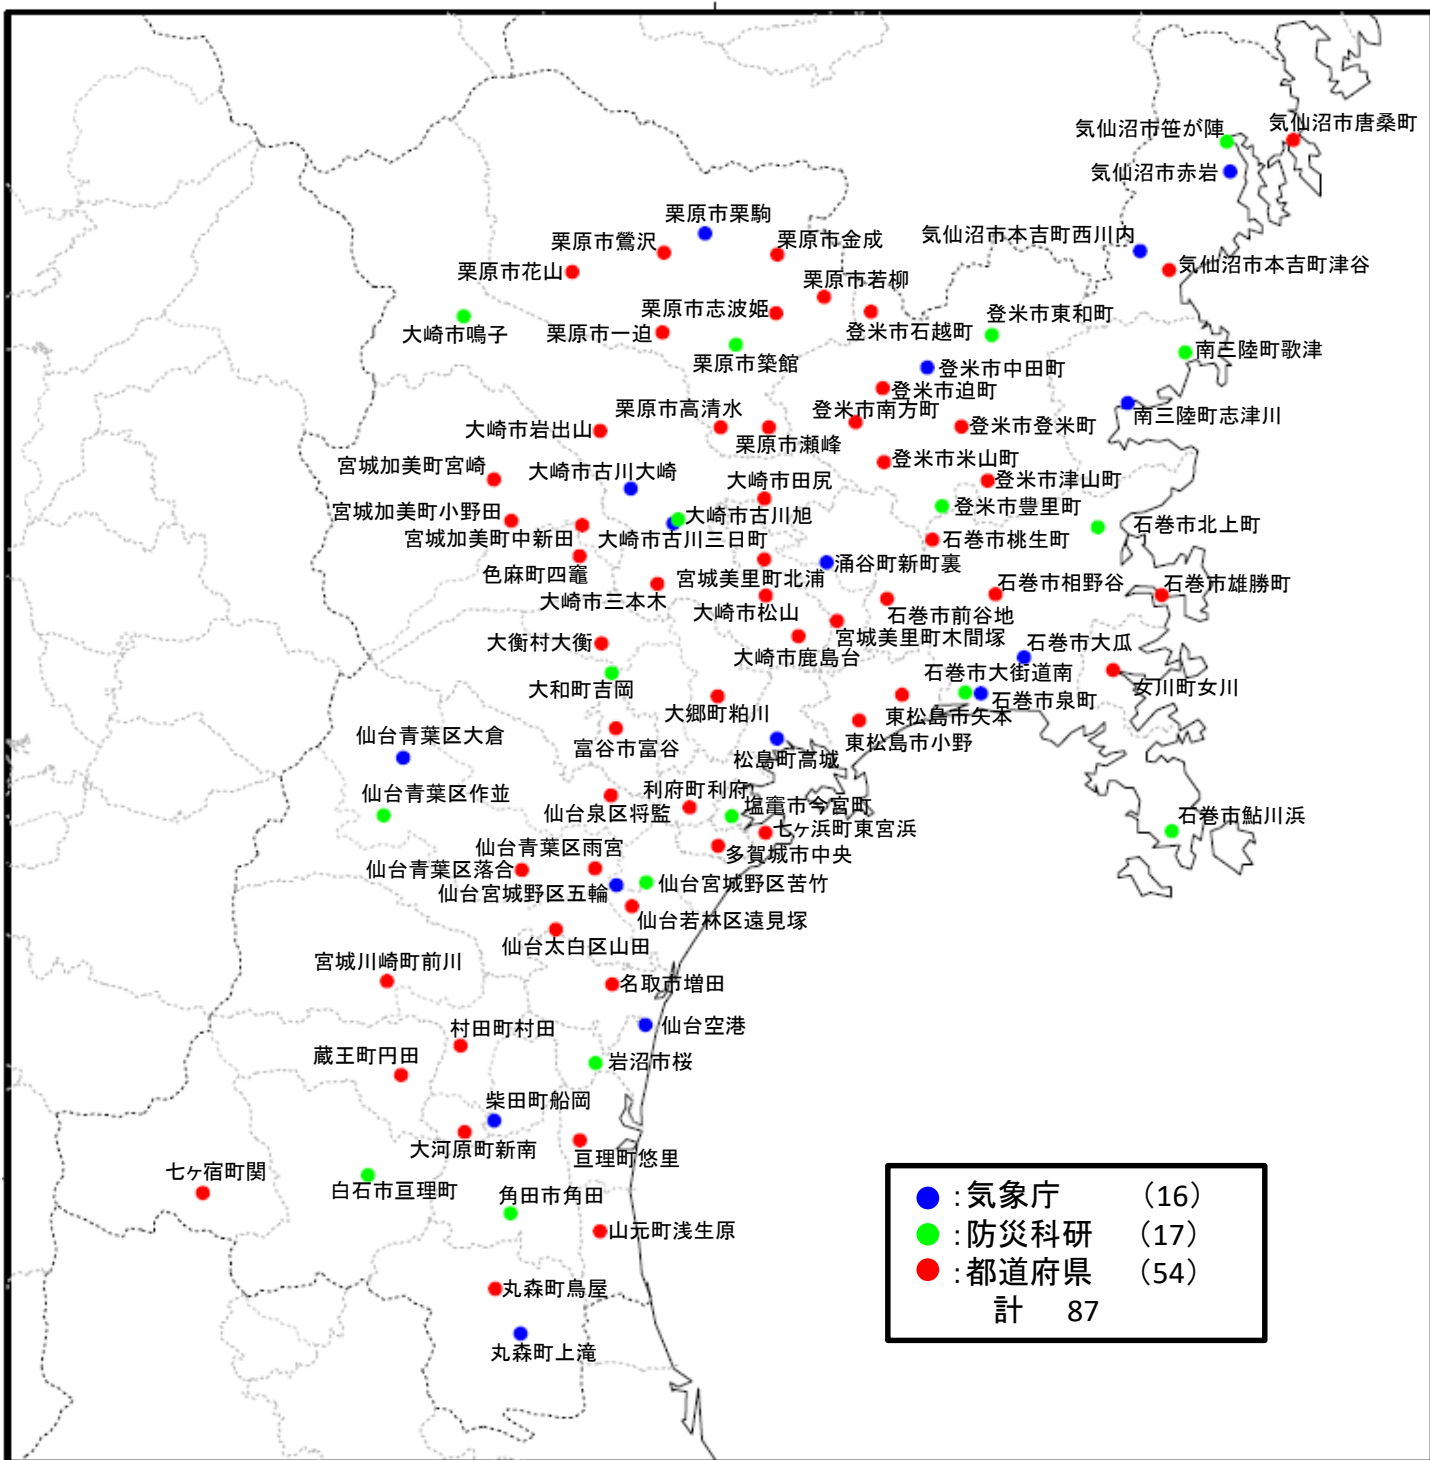 気仙沼市笹が陣
気仙沼市唐桑町
気仙沼市赤岩
栗原市栗駒
栗原市鶯沢
栗原市金成
気仙沼市本吉町西川内
栗原市花山
気仙沼市本吉町津谷
栗原市若柳
栗原市志波姫
登米市東和町
大崎市鳴子
栗原市一迫
登米市石越町
栗原市築館
南三陸町歌津
登米市中田町
登米市迫町
栗原市高清水
登米市南方町
南三陸町志津川
大崎市岩出山
栗原市瀬峰
登米市登米町
宮城加美町宮崎
大崎市古川大崎
登米市米山町
大崎市田尻
登米市津山町
宮城加美町小野田
大崎市古川旭
登米市豊里町
石巻市北上町
宮城加美町中新田
大崎市古川三日町
石巻市桃生町
色麻町四竈
宮城美里町北浦
涌谷町新町裏
大崎市三本木
石巻市相野谷
石巻市雄勝町
大崎市松山
石巻市前谷地
大衡村大衡
宮城美里町木間塚
大崎市鹿島台
石巻市大瓜
石巻市大街道南
大和町吉岡
女川町女川
大郷町粕川
石巻市泉町
東松島市矢本
仙台青葉区大倉
富谷市富谷
東松島市小野
松島町高城
仙台青葉区作並
利府町利府
仙台泉区将監
塩竈市今宮町
石巻市鮎川浜
七ヶ浜町東宮浜
仙台青葉区雨宮
多賀城市中央
仙台青葉区落合
仙台宮城野区五輪
仙台宮城野区苦竹
仙台若林区遠見塚
仙台太白区山田
宮城川崎町前川
名取市増田
村田町村田
仙台空港
蔵王町円田
岩沼市桜
柴田町船岡
大河原町新南
亘理町悠里
七ヶ宿町関
白石市亘理町
角田市角田
山元町浅生原
丸森町鳥屋
丸森町上滝
:気象庁 （16）
:防災科研 （17）
:都道府県 （54）
計 87